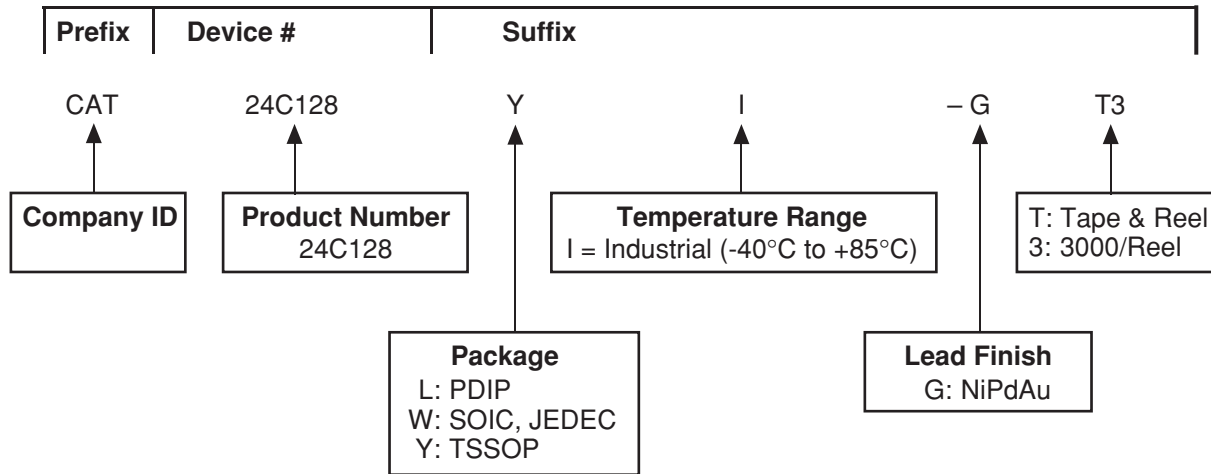 Prefix Device # Suffix
CAT 24C128 Y I – G T3
Company ID
Product Number
24C128
Temperature Range
I = Industrial (-40°C to +85°C)
T: Tape & Reel
3: 3000/Reel
Package
L: PDIP
W: SOIC, JEDEC
Y: TSSOP
Lead Finish
G: NiPdAu